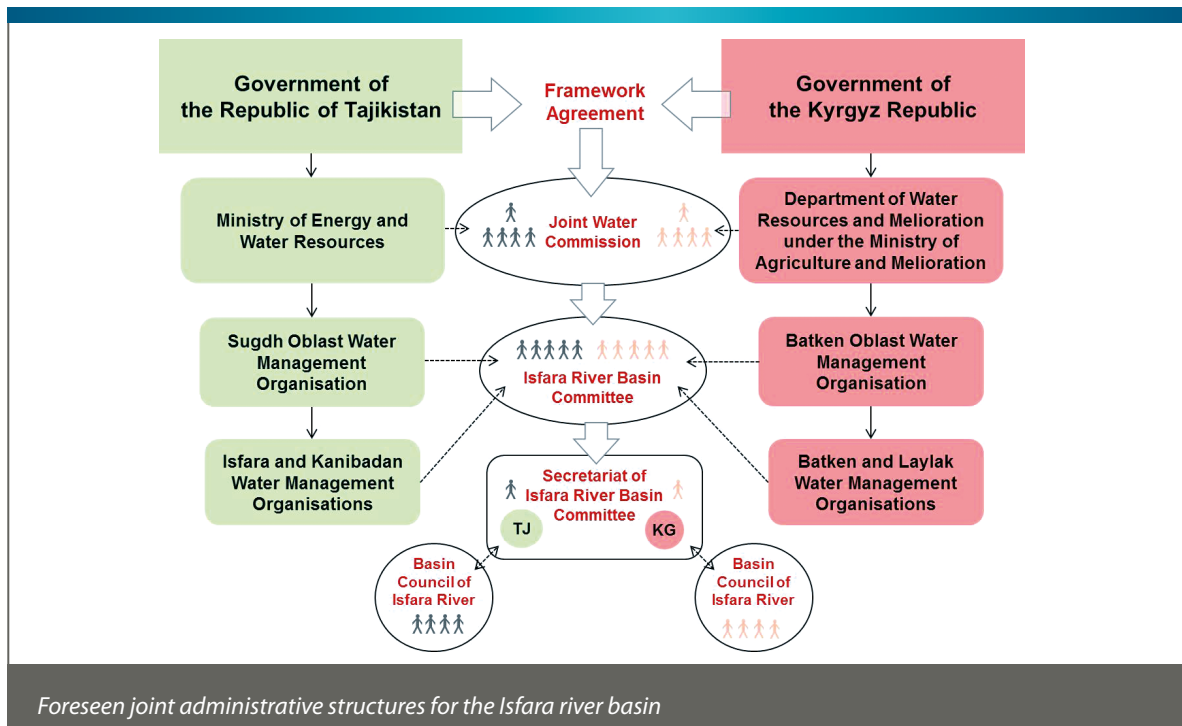 Government of
the Republic of Tajikistan
Framework
Agreement
Government of
the Kyrgyz Republic
Ministry of Energy and
Water Resources
Joint Water
Commission
Department of Water
Resources and Melioration
under the Ministry of
Agriculture and Melioration
Sugdh Oblast Water
Management
Organisation
Isfara River Basin
Committee
Batken Oblast Water
Management
Organisation
Isfara and Kanibadan
Water Management
Organisations
Secretariat of
Isfara River Basin
Committee
TJ
KG
Batken and Laylak
Water Management
Organisations
Basin
Council of
Isfara River
Basin
Council of
Isfara River
Foreseen joint administrative structures for the Isfara river basin